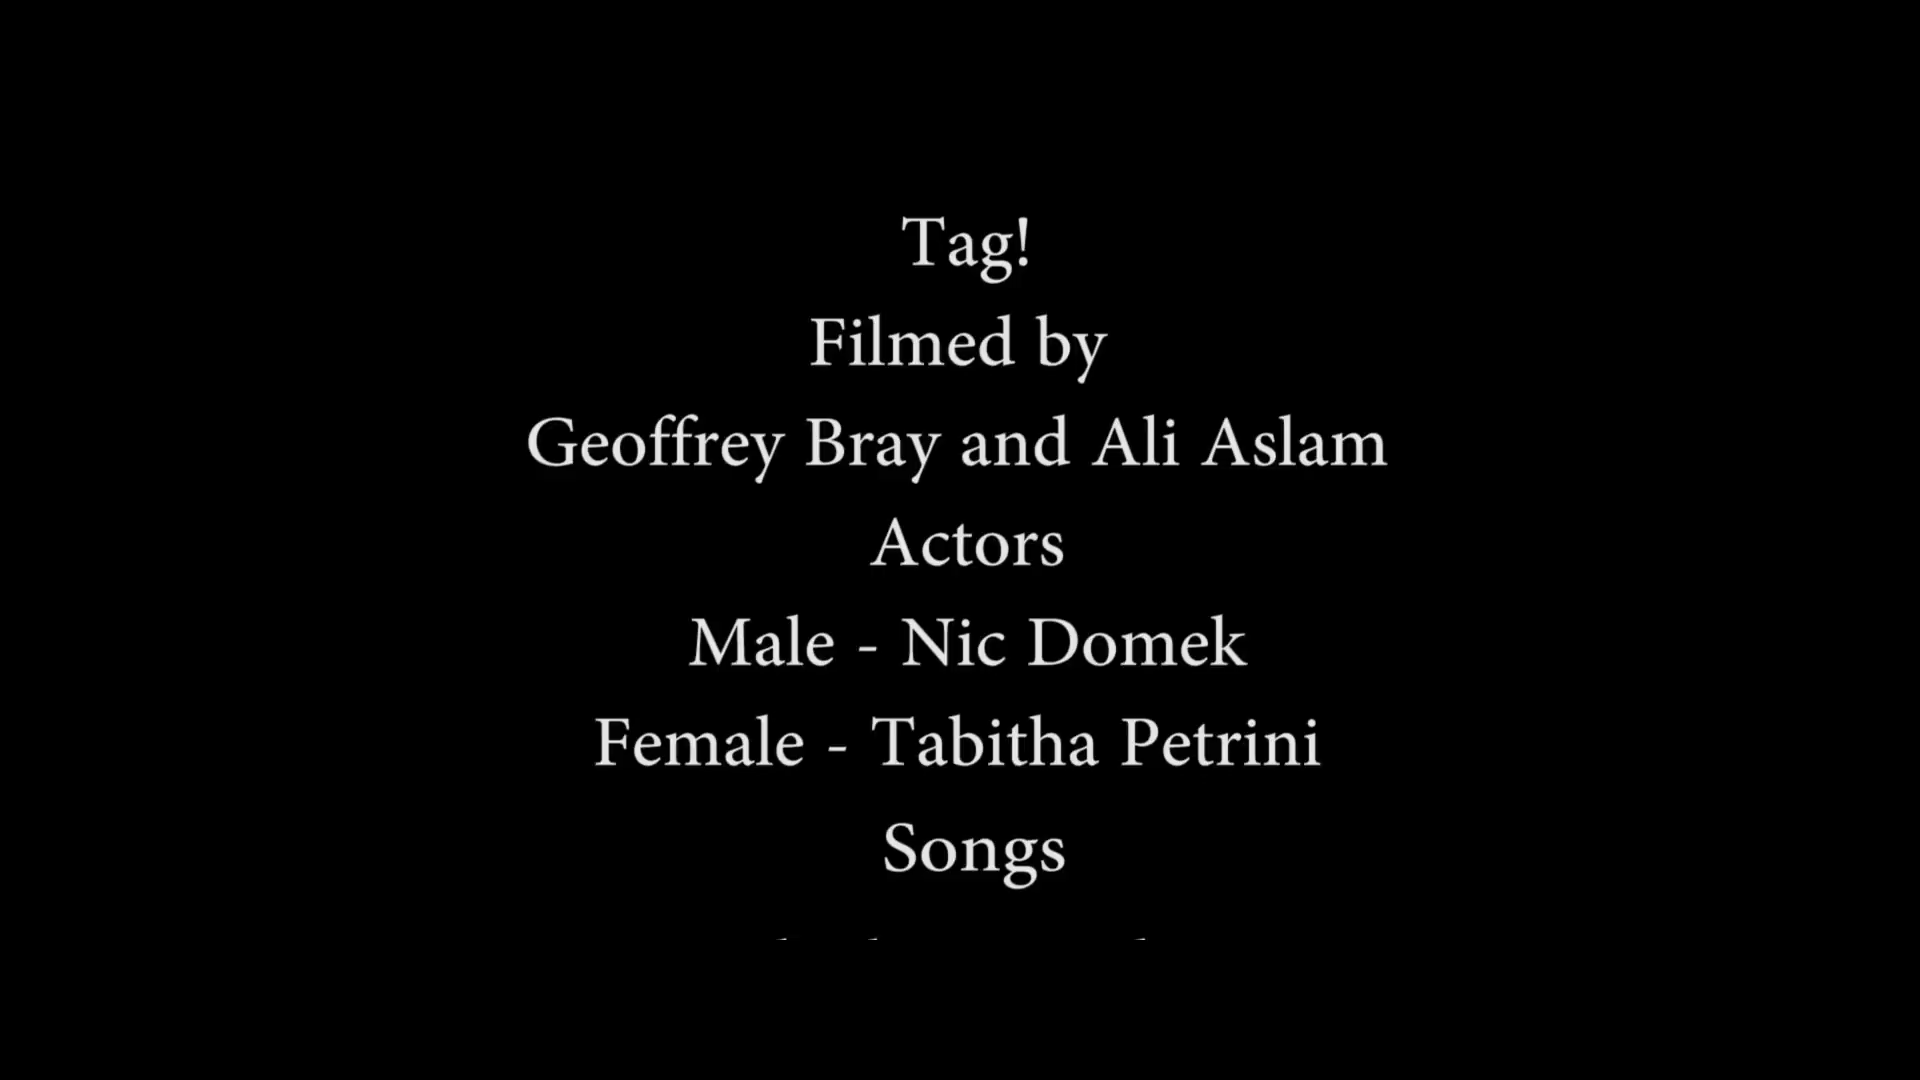 Tag!
Filmed by
Geoffrey Bray and Ali Aslam
Actors
Male - Nic Domek
Female - Tabitha Petrini
Songs